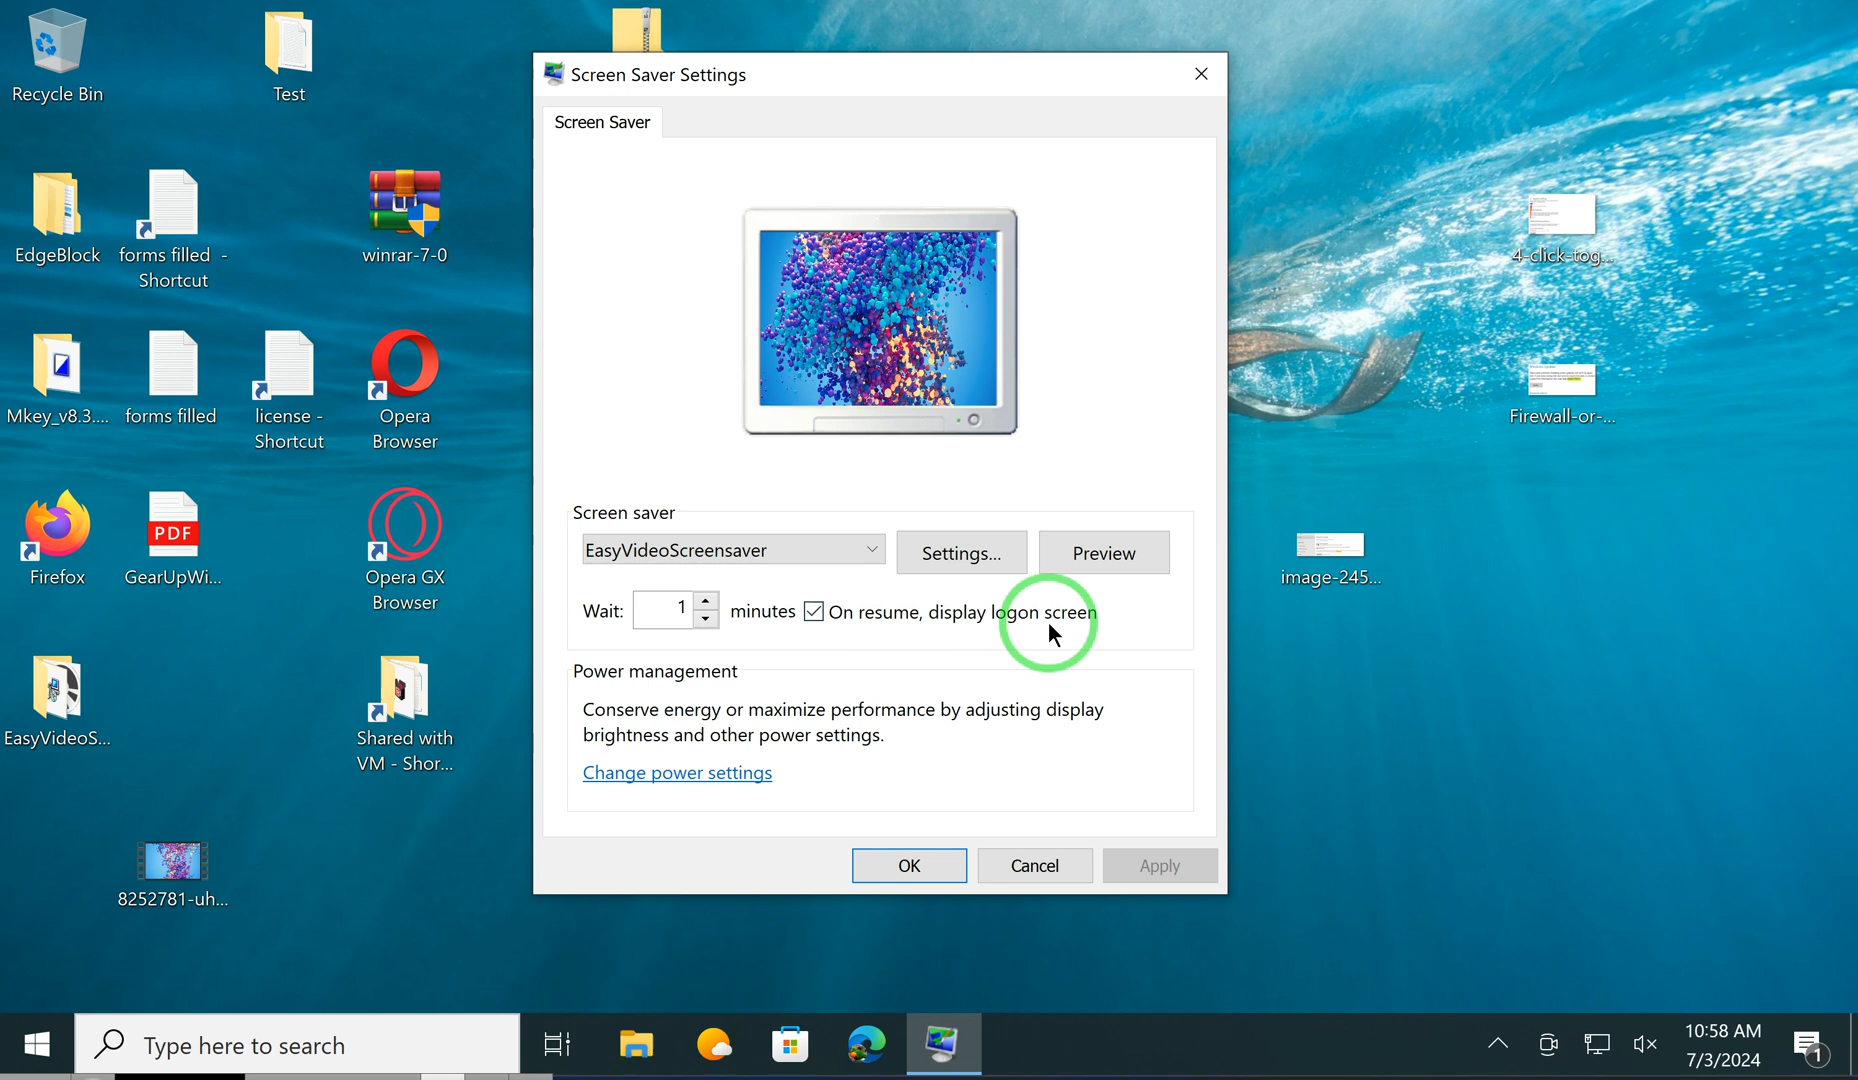 Recycle Bin
Test
EdgeBlock
forms filled -
Shortcut
winrar-7-0
Mkey_v8.3....
forms filled
license -
Shortcut
Opera
Browser
Firefox
PDF
GearUpWi...
Opera GX
Browser
EasyVideoS...
Shared with
VM - Shor...
8252781-uh...
Screen Saver Settings
Screen Saver
Screen saver
EasyVideoScreensaver
Settings...
Preview
Wait:
1
minutes
On resume, display logon screen
Power management
Conserve energy or maximize performance by adjusting display
brightness and other power settings.
Change power settings
OK
Cancel
Apply
4-click-tog...
Firewall-or-...
image-245...
Type here to search
10:58 AM
7/3/2024
1